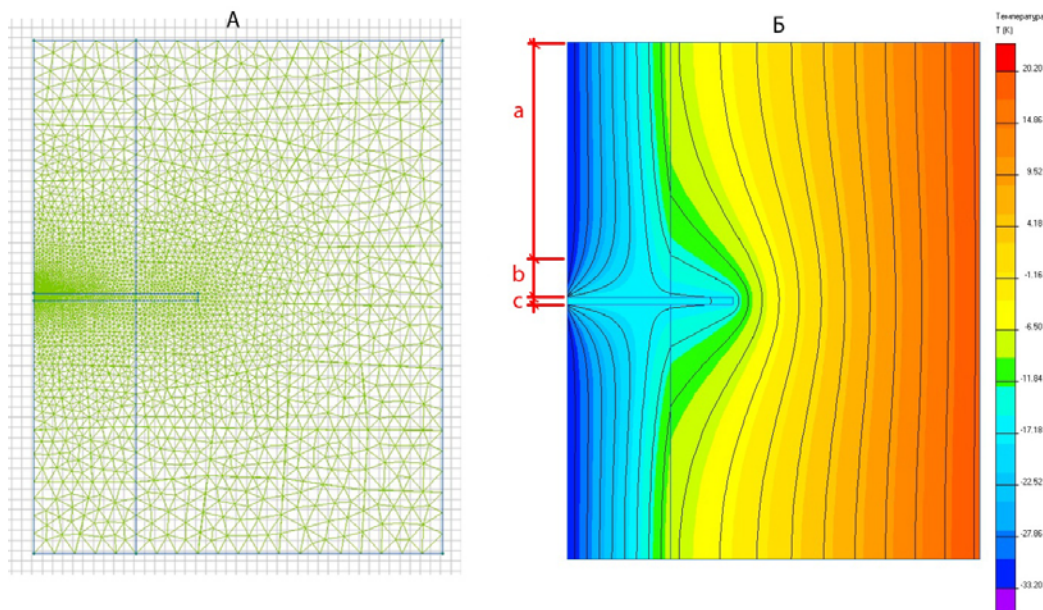 А
Б
a
b
c
Температура
T (K)
20.20
14.86
9.52
4.18
-1.16
-6.50
-11.84
-17.18
-22.52
-27.86
-33.20